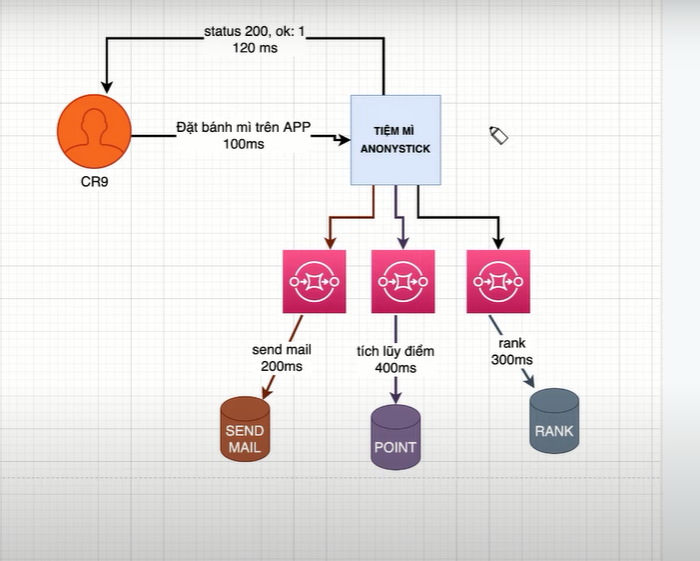 status 200, ok: 1
120 ms
Đặt bánh mì trên APP
100ms
TIỆM MÌ
ANONYSTICK
CR9
send mail
200ms
tích lũy điểm
400ms
rank
300ms
SEND
MAIL
POINT
RANK